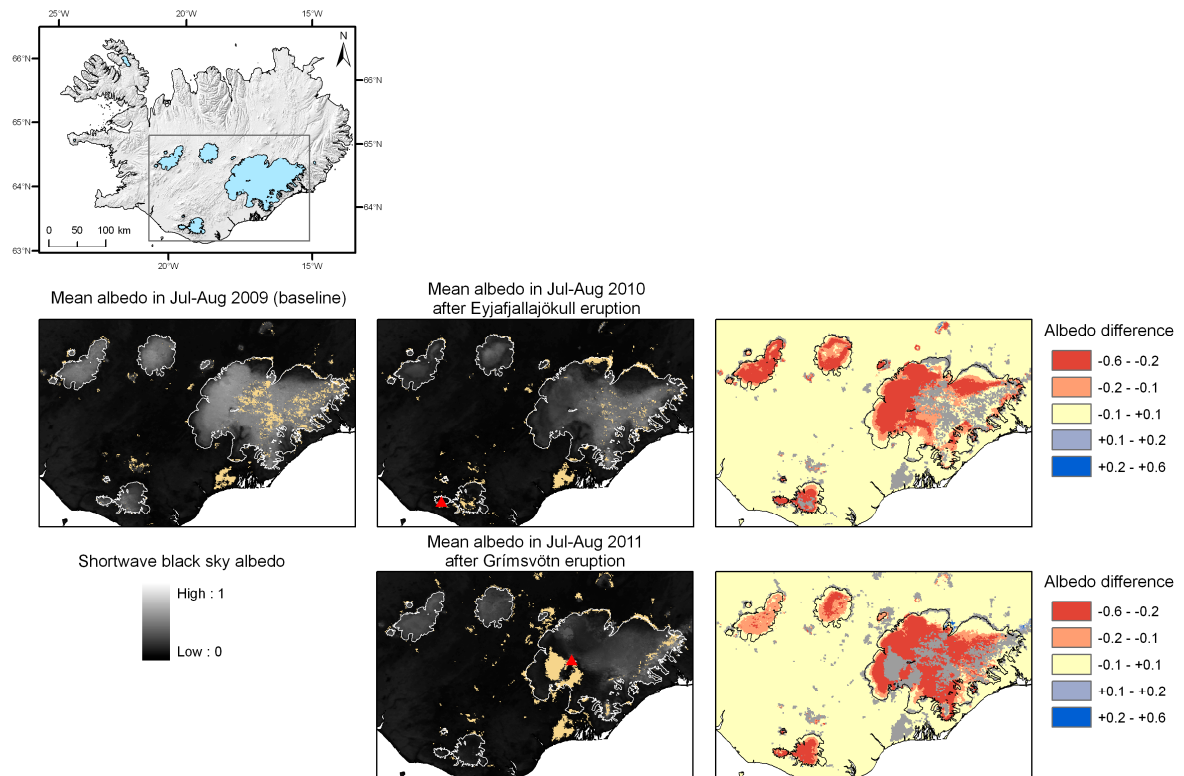 25°W 20°W 15°W
N
66°N
66°N
65°N
65°N
64°N
64°N
0 50 100 km
63°N
20°W 15°W
Mean albedo in Jul-Aug 2009 (baseline)
Mean albedo in Jul-Aug 2010
after Eyjafjallajökull eruption
Albedo difference
-0.6 - -0.2
-0.2 - -0.1
-0.1 - +0.1
+0.1 - +0.2
+0.2 - +0.6
Shortwave black sky albedo
High : 1
Low : 0
Mean albedo in Jul-Aug 2011
after Grímsvötn eruption
Albedo difference
-0.6 - -0.2
-0.2 - -0.1
-0.1 - +0.1
+0.1 - +0.2
+0.2 - +0.6